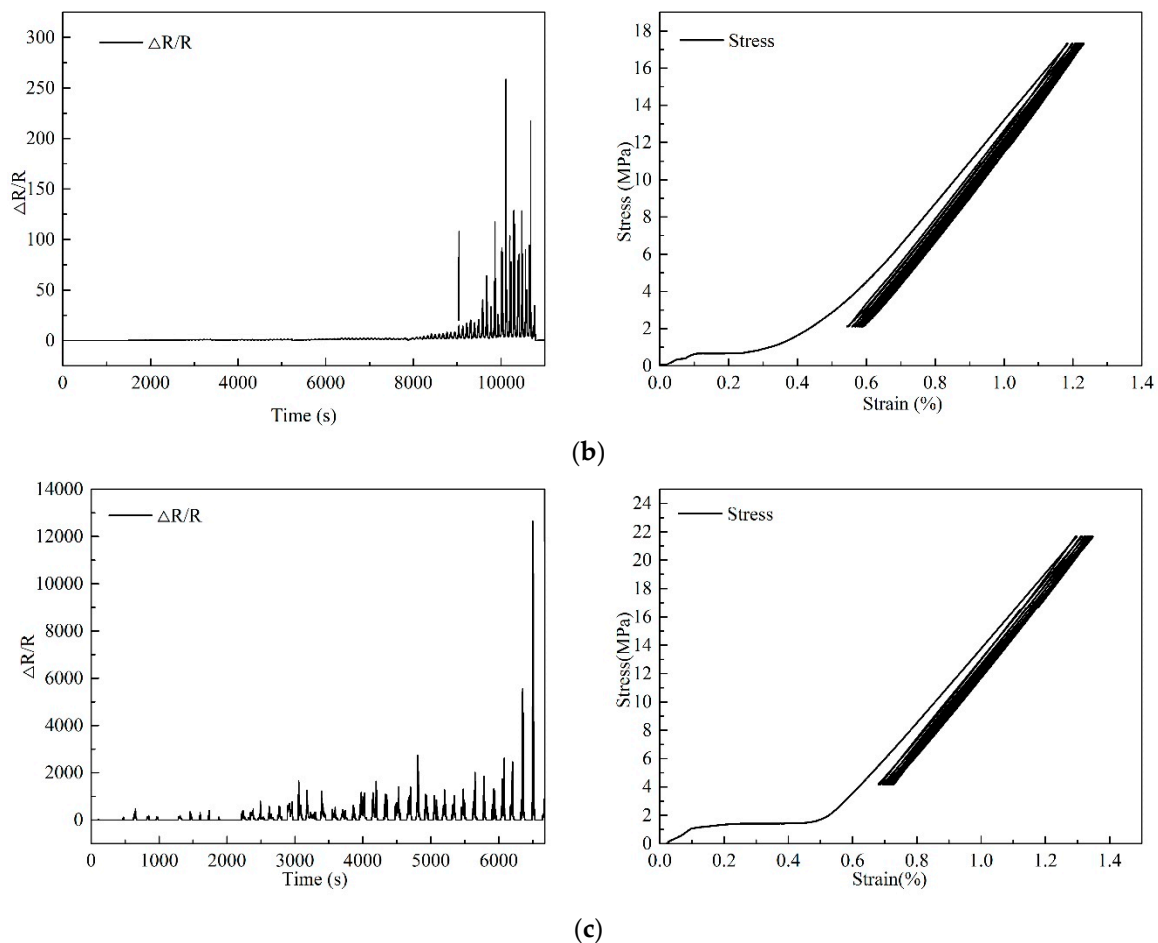 300
250
200
150
100
50
0
ΔR/R
△R/R
0 2000 4000 6000 8000 10000
Time (s)
18
16
14
12
10
8
6
4
2
0
Stress (MPa)
Stress
0.0 0.2 0.4 0.6 0.8 1.0 1.2 1.4
Strain (%)
(b)
14000
12000
10000
8000
6000
4000
2000
0
ΔR/R
△R/R
0 1000 2000 3000 4000 5000 6000
Time (s)
24
22
20
18
16
14
12
10
8
6
4
2
0
Stress(MPa)
Stress
0.0 0.2 0.4 0.6 0.8 1.0 1.2 1.4
Strain(%)
(c)